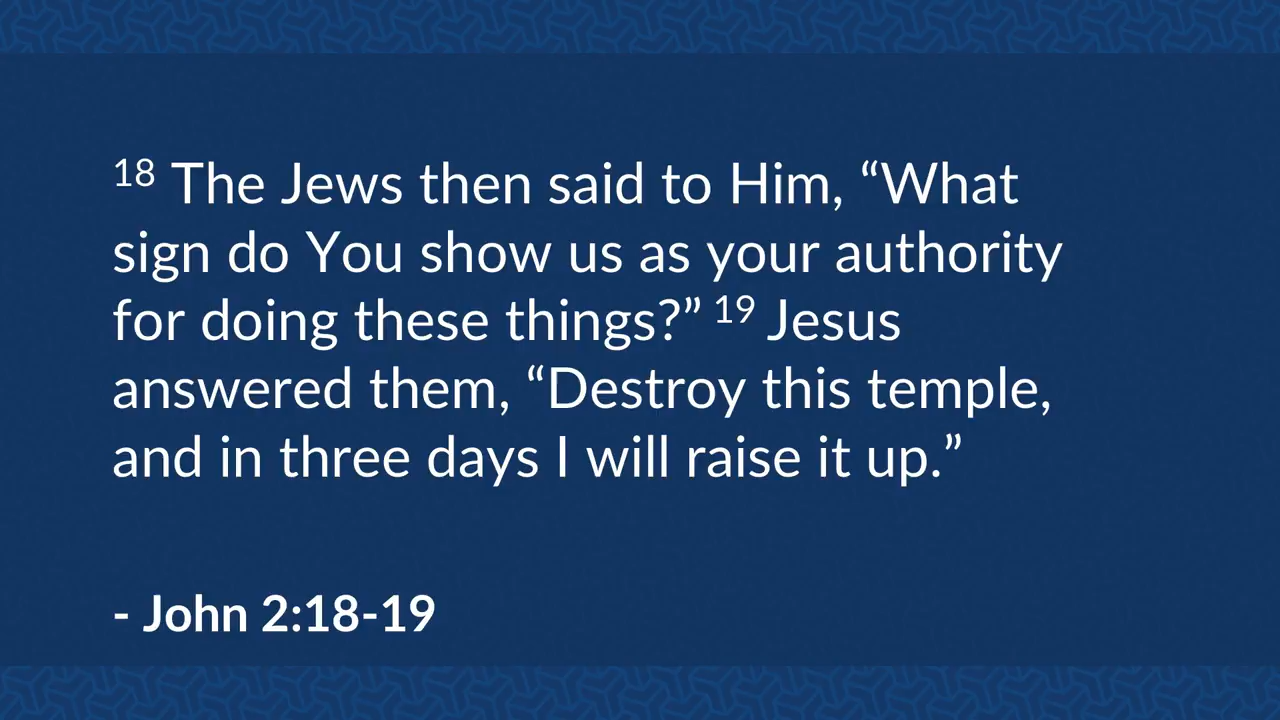 18 The Jews then said to Him, “What
sign do You show us as your authority
for doing these things?” 19 Jesus
answered them, “Destroy this temple,
and in three days I will raise it up.”
- John 2:18-19